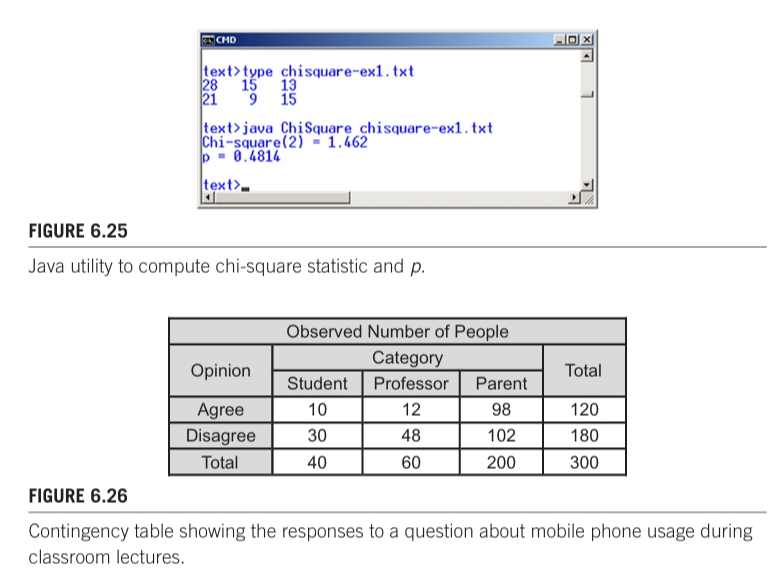 CMD
text>type chisquare-ex1.txt
28 15 13
21 9 15
text>java ChiSquare chisquare-ex1.txt
Chi-square(2) = 1.462
p = 0.4814
text>
FIGURE 6.25
Java utility to compute chi-square statistic and p.
Observed Number of People
Opinion Category Total
Student Professor Parent
Agree 10 12 98 120
Disagree 30 48 102 180
Total 40 60 200 300
FIGURE 6.26
Contingency table showing the responses to a question about mobile phone usage during
classroom lectures.